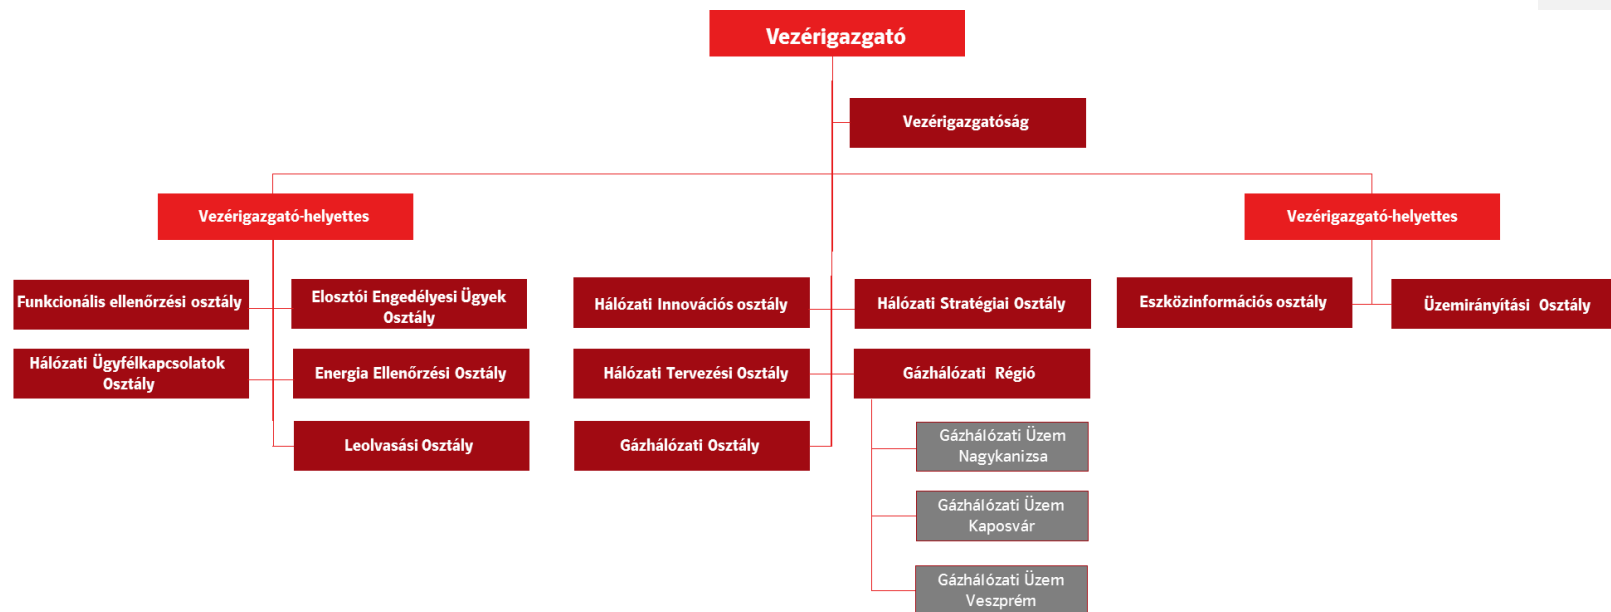 Vezérigazgató
Vezérigazgatóság
Vezérigazgató-helyettes
Vezérigazgató-helyettes
Funkcionális ellenőrzési osztály
Elosztói Engedélyesi Ügyek
Osztály
Hálózati Innovációs osztály
Hálózati Stratégiai Osztály
Eszközinformációs osztály
Üzemirányítási Osztály
Hálózati Ügyfélkapcsolatok
Osztály
Energia Ellenőrzési Osztály
Hálózati Tervezési Osztály
Gázhálózati Régió
Leolvasási Osztály
Gázhálózati Osztály
Gázhálózati Üzem
Nagykanizsa
Gázhálózati Üzem
Kaposvár
Gázhálózati Üzem
Veszprém